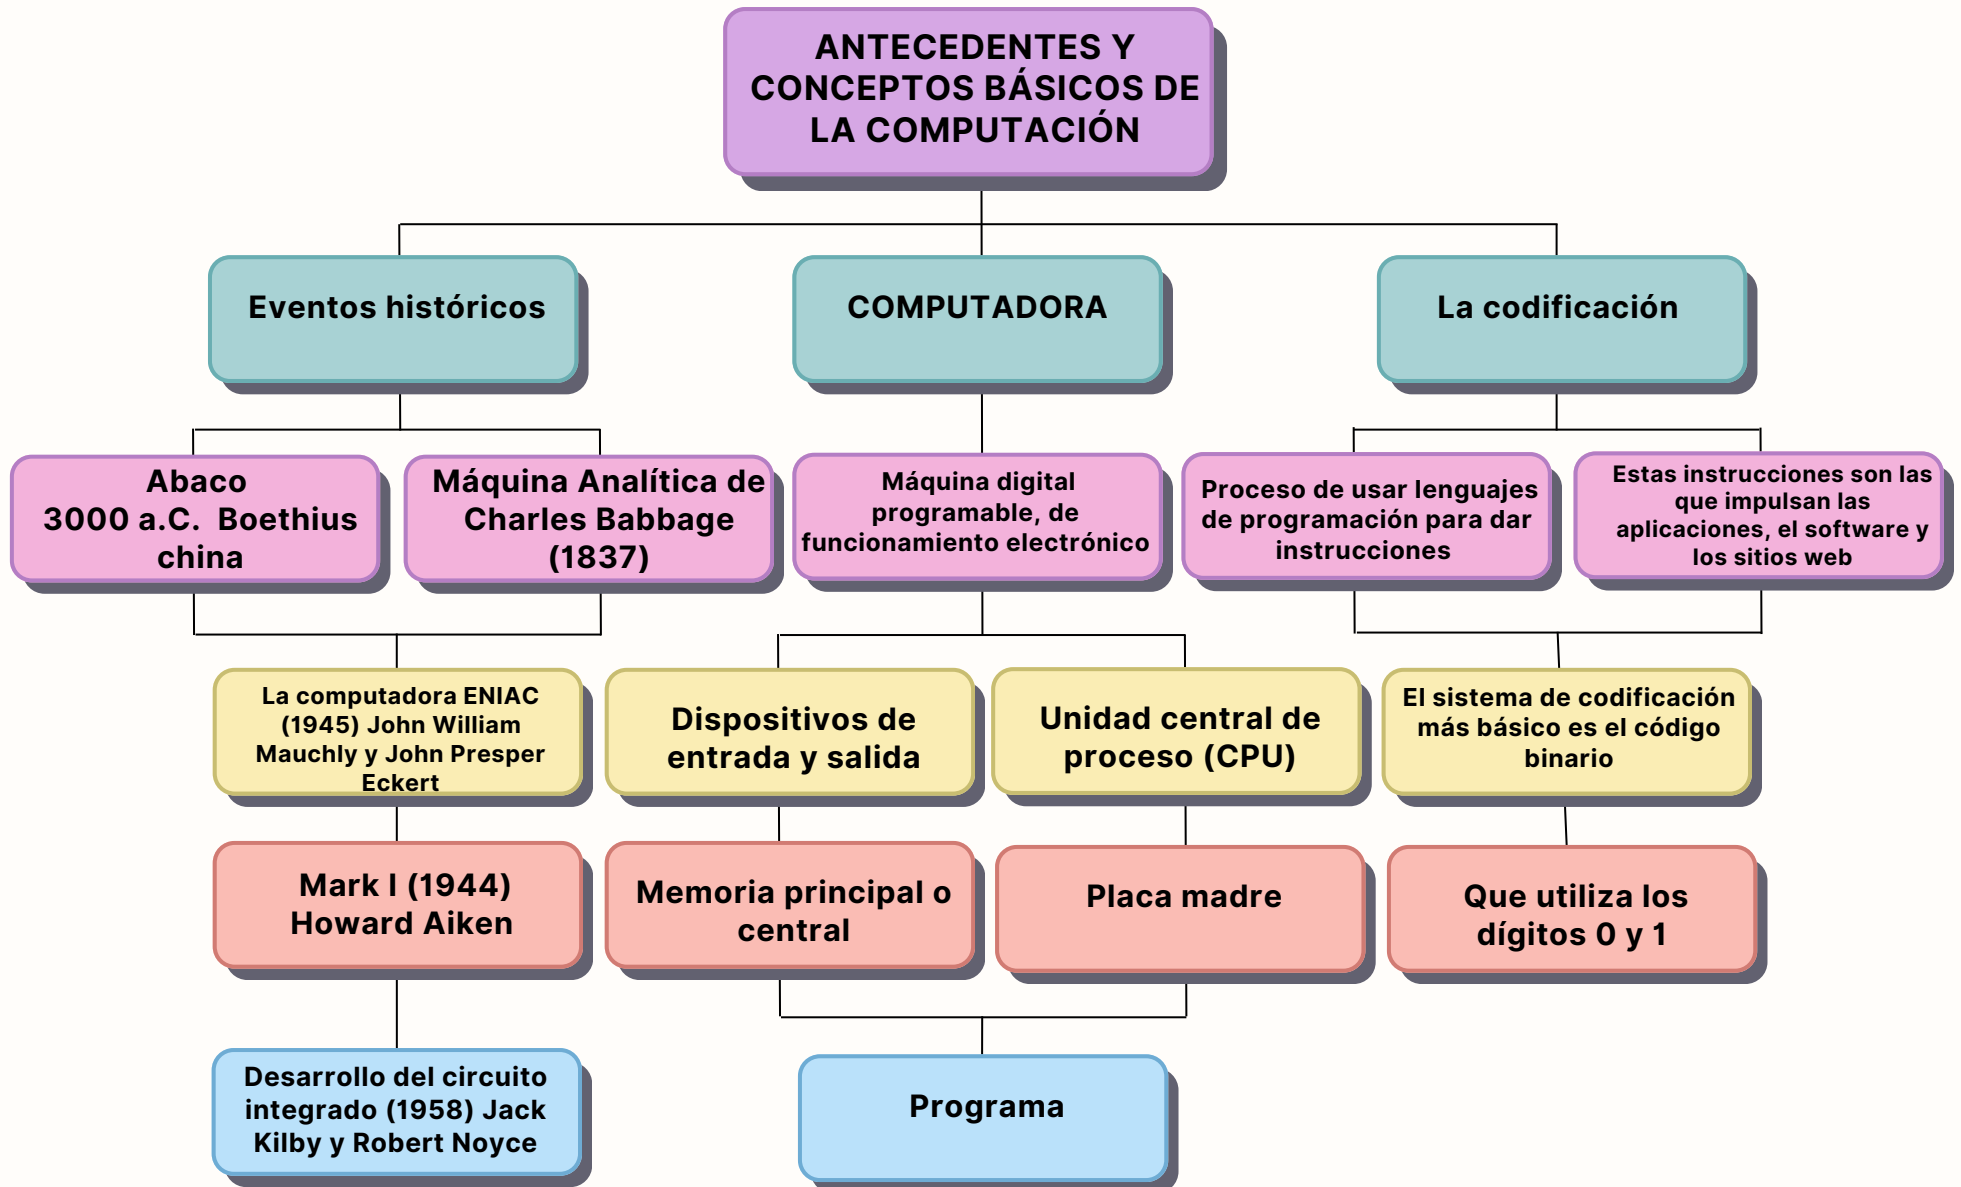 ANTECEDENTES Y
CONCEPTOS BÁSICOS DE
LA COMPUTACIÓN
Eventos históricos
COMPUTADORA
La codificación
Abaco
3000 a.C. Boethius
china
Máquina Analítica de
Charles Babbage
(1837)
Máquina digital
programable, de
funcionamiento electrónico
Proceso de usar lenguajes
de programación para dar
instrucciones
Estas instrucciones son las
que impulsan las
aplicaciones, el software y
los sitios web
La computadora ENIAC
(1945) John William
Mauchly y John Presper
Eckert
Dispositivos de
entrada y salida
Unidad central de
proceso (CPU)
El sistema de codificación
más básico es el código
binario
Mark I (1944)
Howard Aiken
Memoria principal o
central
Placa madre
Que utiliza los
dígitos 0 y 1
Desarrollo del circuito
integrado (1958) Jack
Kilby y Robert Noyce
Programa